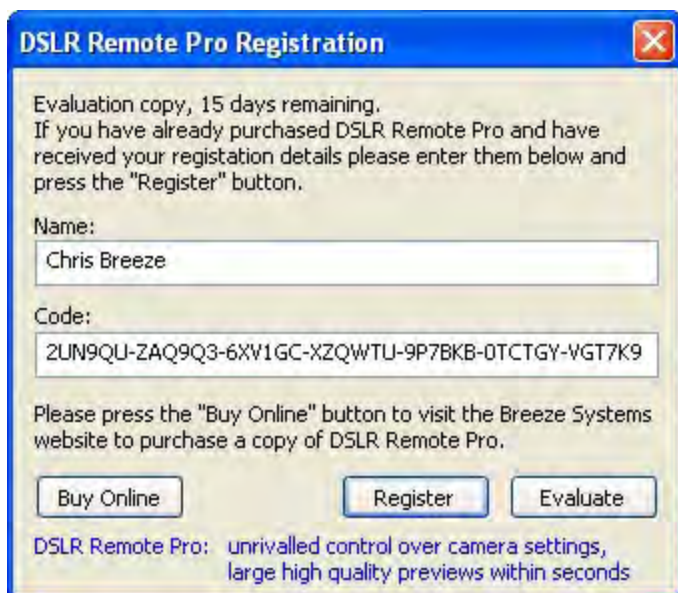 DSLR Remote Pro Registration
Evaluation copy, 15 days remaining.
If you have already purchased DSLR Remote Pro and have
received your registation details please enter them below and
press the "Register" button.
Name:
Chris Breeze
Code:
2UN9QU-ZAQ9Q3-6XV1GC-XZQWTU-9P7BKB-0TCTGY-VGT7K9
Please press the "Buy Online" button to visit the Breeze Systems
website to purchase a copy of DSLR Remote Pro.
Buy Online Register Evaluate
DSLR Remote Pro: unrivalled control over camera settings,
large high quality previews within seconds